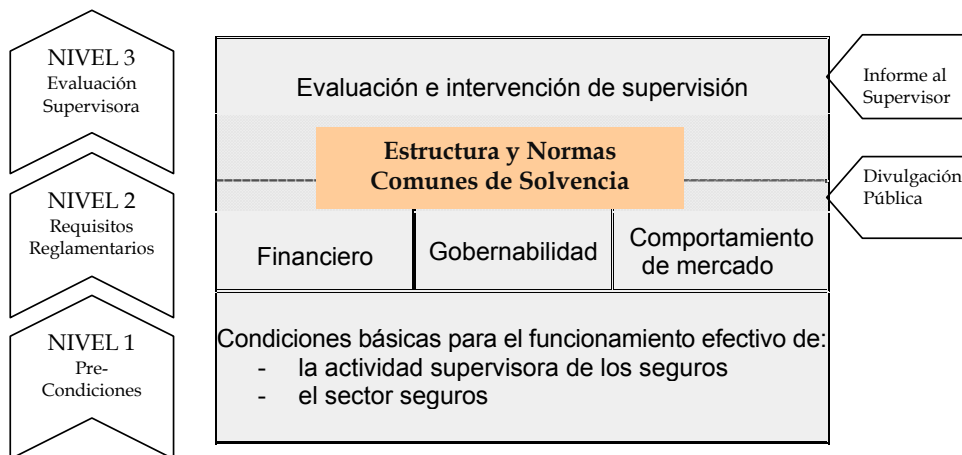 NIVEL 3
Evaluación
Supervisora
Evaluación e intervención de supervisión
Informe al
Supervisor
Estructura y Normas
Comunes de Solvencia
Divulgación
Pública
NIVEL 2
Requisitos
Reglamentarios
Financiero
Gobernabilidad
Comportamiento
de mercado
NIVEL 1
Pre-
Condiciones
Condiciones básicas para el funcionamiento efectivo de:
- la actividad supervisora de los seguros
- el sector seguros